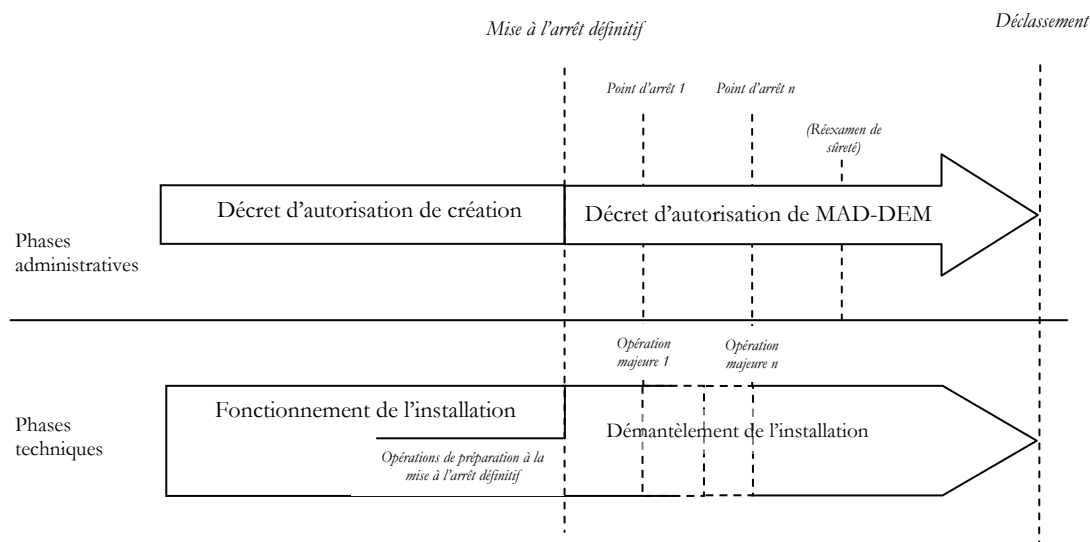 Déclassement
Mise à l'arrêt définitif
Point d'arrêt 1
Point d'arrêt n
(Réexamen de
sûreté)
Décret d'autorisation de création
Décret d'autorisation de MAD-DEM
Phases
administratives
Opération
majeure 1
Opération
majeure n
Fonctionnement de l'installation
Phases
techniques
Démantèlement de l'installation
Opérations de préparation à la
mise à l'arrêt définitif